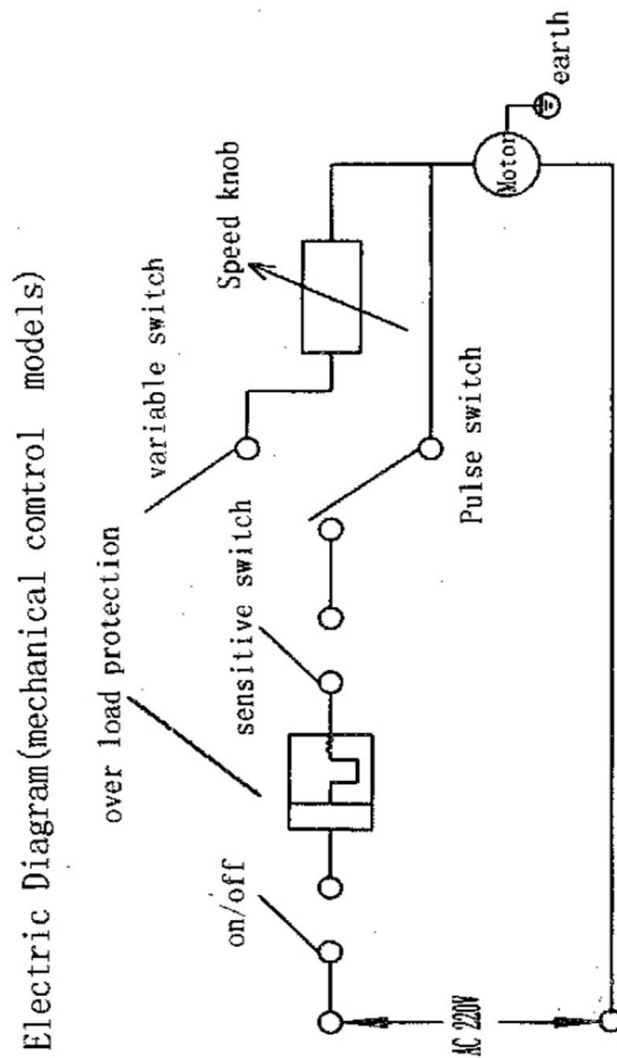 Electric Diagram(mechanical comtrol models)
over load protection
variable switch
on/off
sensitive switch
Speed knob
Pulse switch
Motor
earth
AC 220V